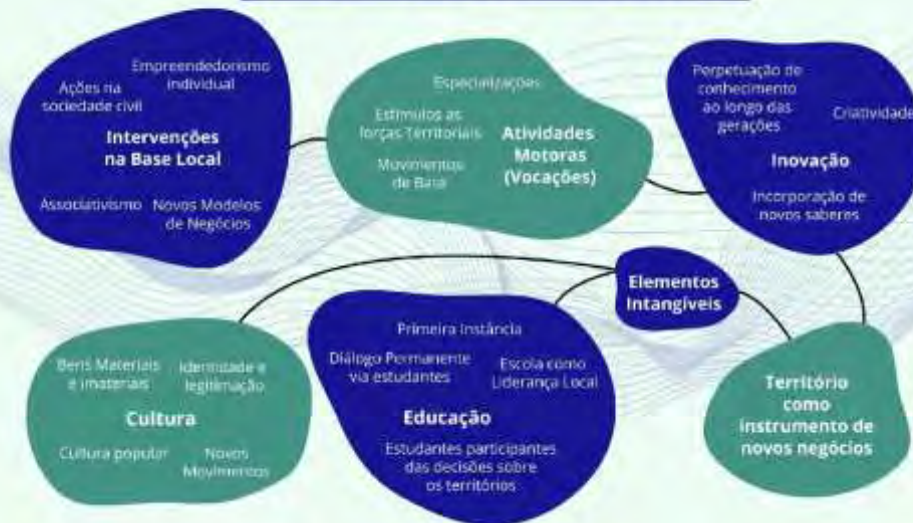 Empreendedorismo
individual
Ações na
sociedade civil
Intervenções
na Base Local
Associativismo
Novos Modelos
de Negócios
Especializações
Estímulos as
forças Territoriais
Atividades
Motoras
(Vocações)
Movimentos
de Base
Perpetuação de
conhecimento
ao longo das
gerações
Criatividade
Inovação
Incorporação de
novos saberes
Elementos
Intangíveis
Bens Materiais
e imateriais
Identidade e
legitimação
Cultura
Cultura popular
Novos
Movimentos
Primeira Instância
Diálogo Permanente
via estudantes
Escola como
Liderança Local
Educação
Estudantes participantes
das decisões sobre
os territórios
Território
como
instrumento de
novos negócios